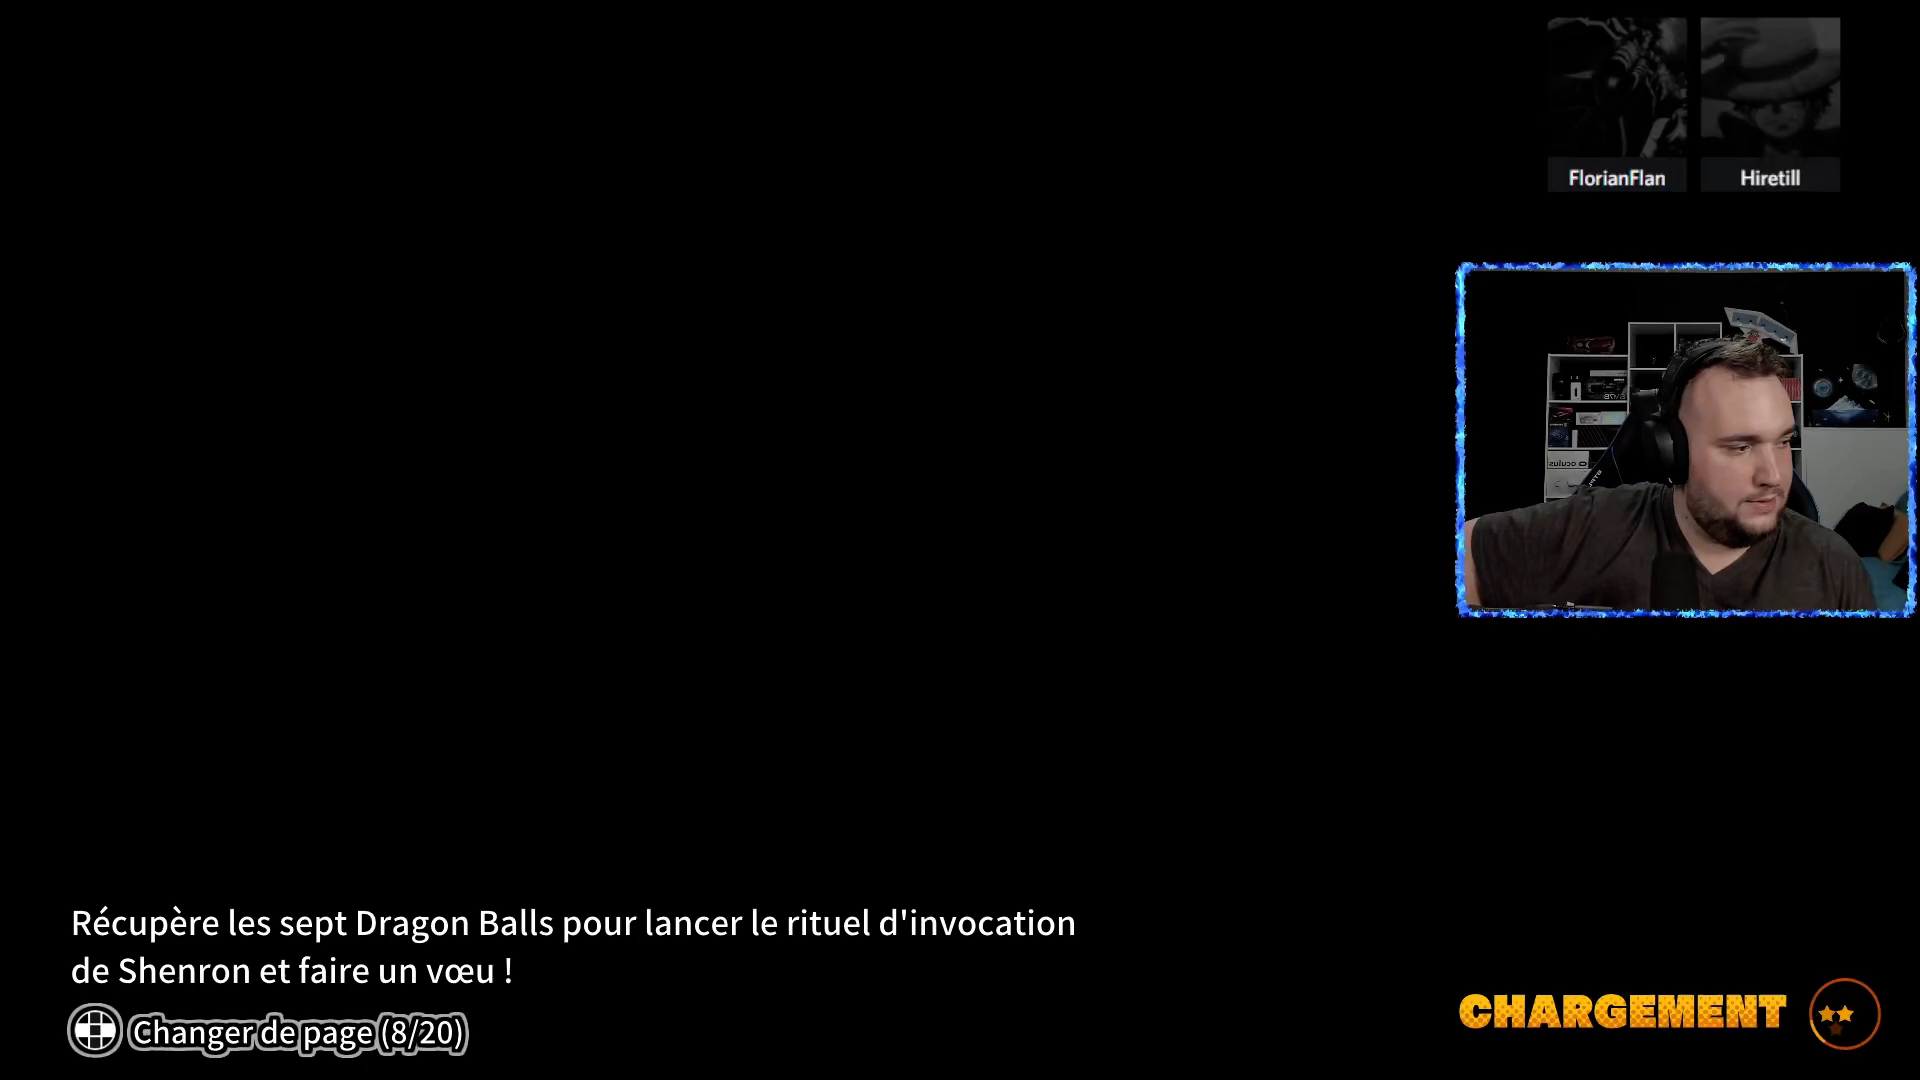 FlorianFlan
Hiretill
Récupère les sept Dragon Balls pour lancer le rituel d'invocation
de Shenron et faire un vœu !
Changer de page (8/20)
CHARGEMENT